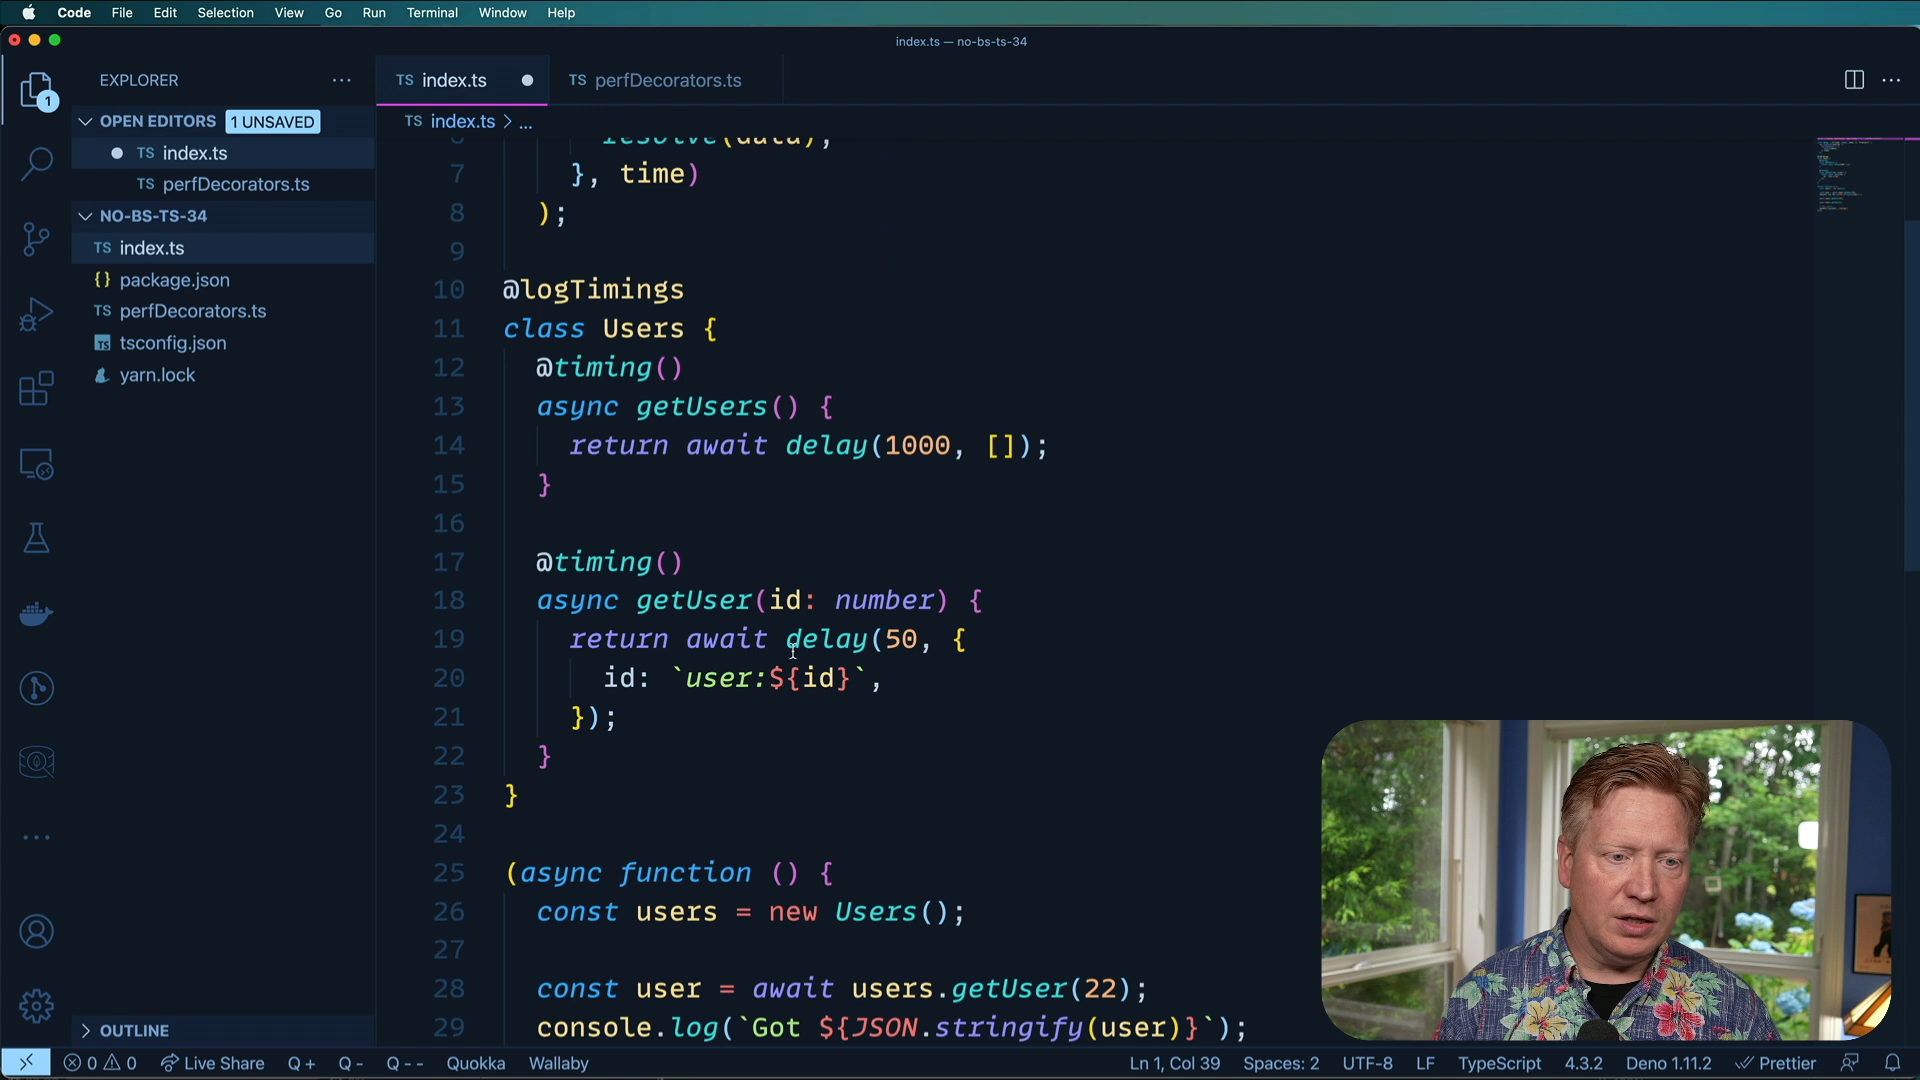 Code File Edit Selection View Go Run Terminal Window Help
index.ts — no-bs-ts-34
EXPLORER
TS index.ts
TS perfDecorators.ts
OPEN EDITORS 1 UNSAVED
TS index.ts
TS perfDecorators.ts
NO-BS-TS-34
TS index.ts
{} package.json
TS perfDecorators.ts
TS tsconfig.json
yarn.lock
OUTLINE
1
TS index.ts > ...
6 resolve(data);
7 }, time)
8 );
9
10 @logTimings
11 class Users {
12 @timing()
13 async getUsers() {
14 return await delay(1000, []);
15 }
16
17 @timing()
18 async getUser(id: number) {
19 return await delay(50, {
20 id: `user:${id}`,
21 });
22 }
23 }
24
25 (async function () {
26 const users = new Users();
27
28 const user = await users.getUser(22);
29 console.log(`Got ${JSON.stringify(user)}`);
0 0 Live Share Q + Q - Q -- Quokka Wallaby Ln 1, Col 39 Spaces: 2 UTF-8 LF TypeScript 4.3.2 Deno 1.11.2 Prettier